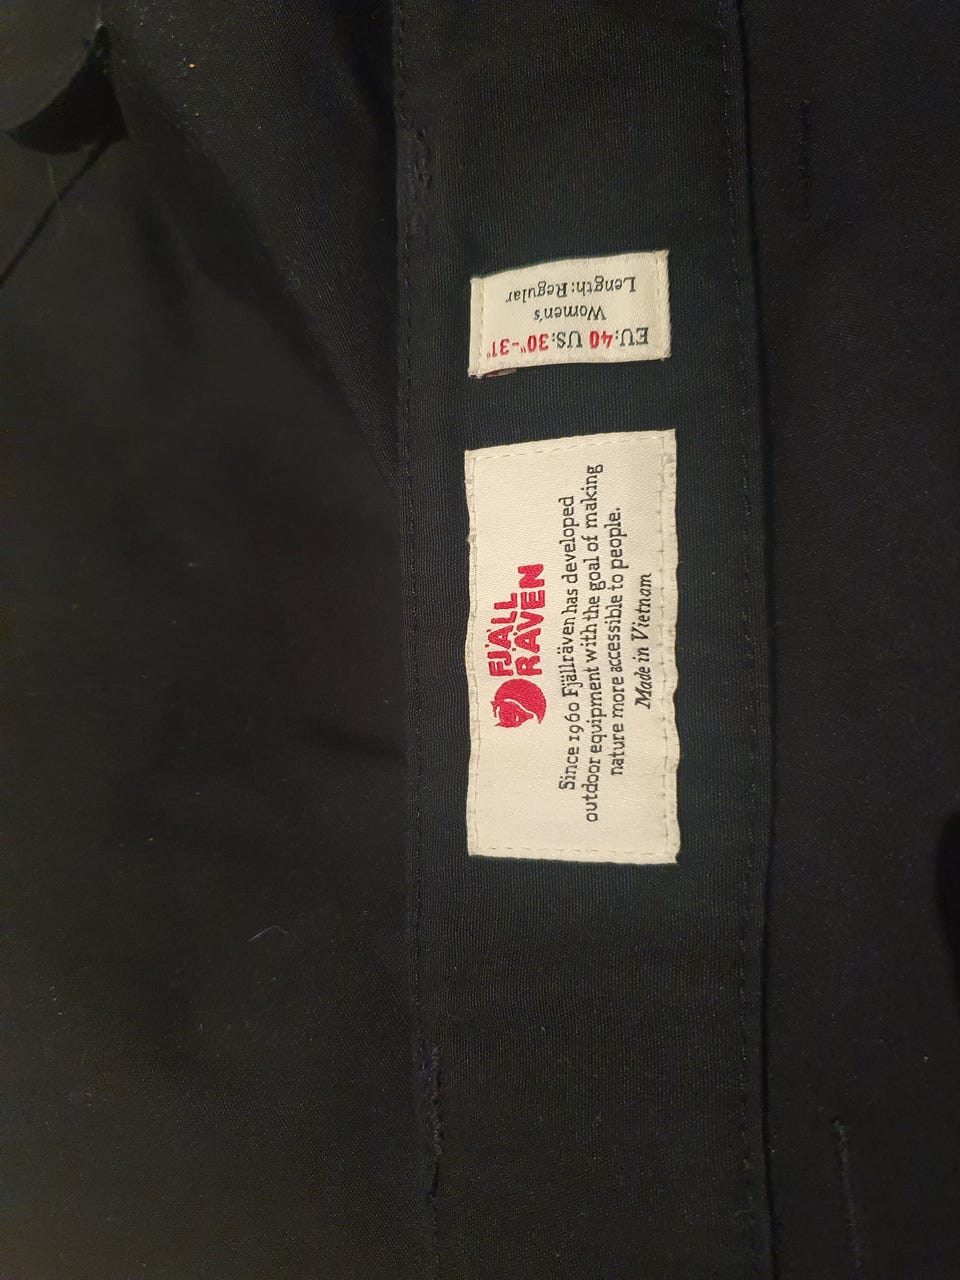 EU:40 US:30"-31"
Women's
Length: Regular
FJÄLL
RÄVEN
Since 1960 Fjällräven has developed
outdoor equipment with the goal of making
nature more accessible to people.
Made in Vietnam